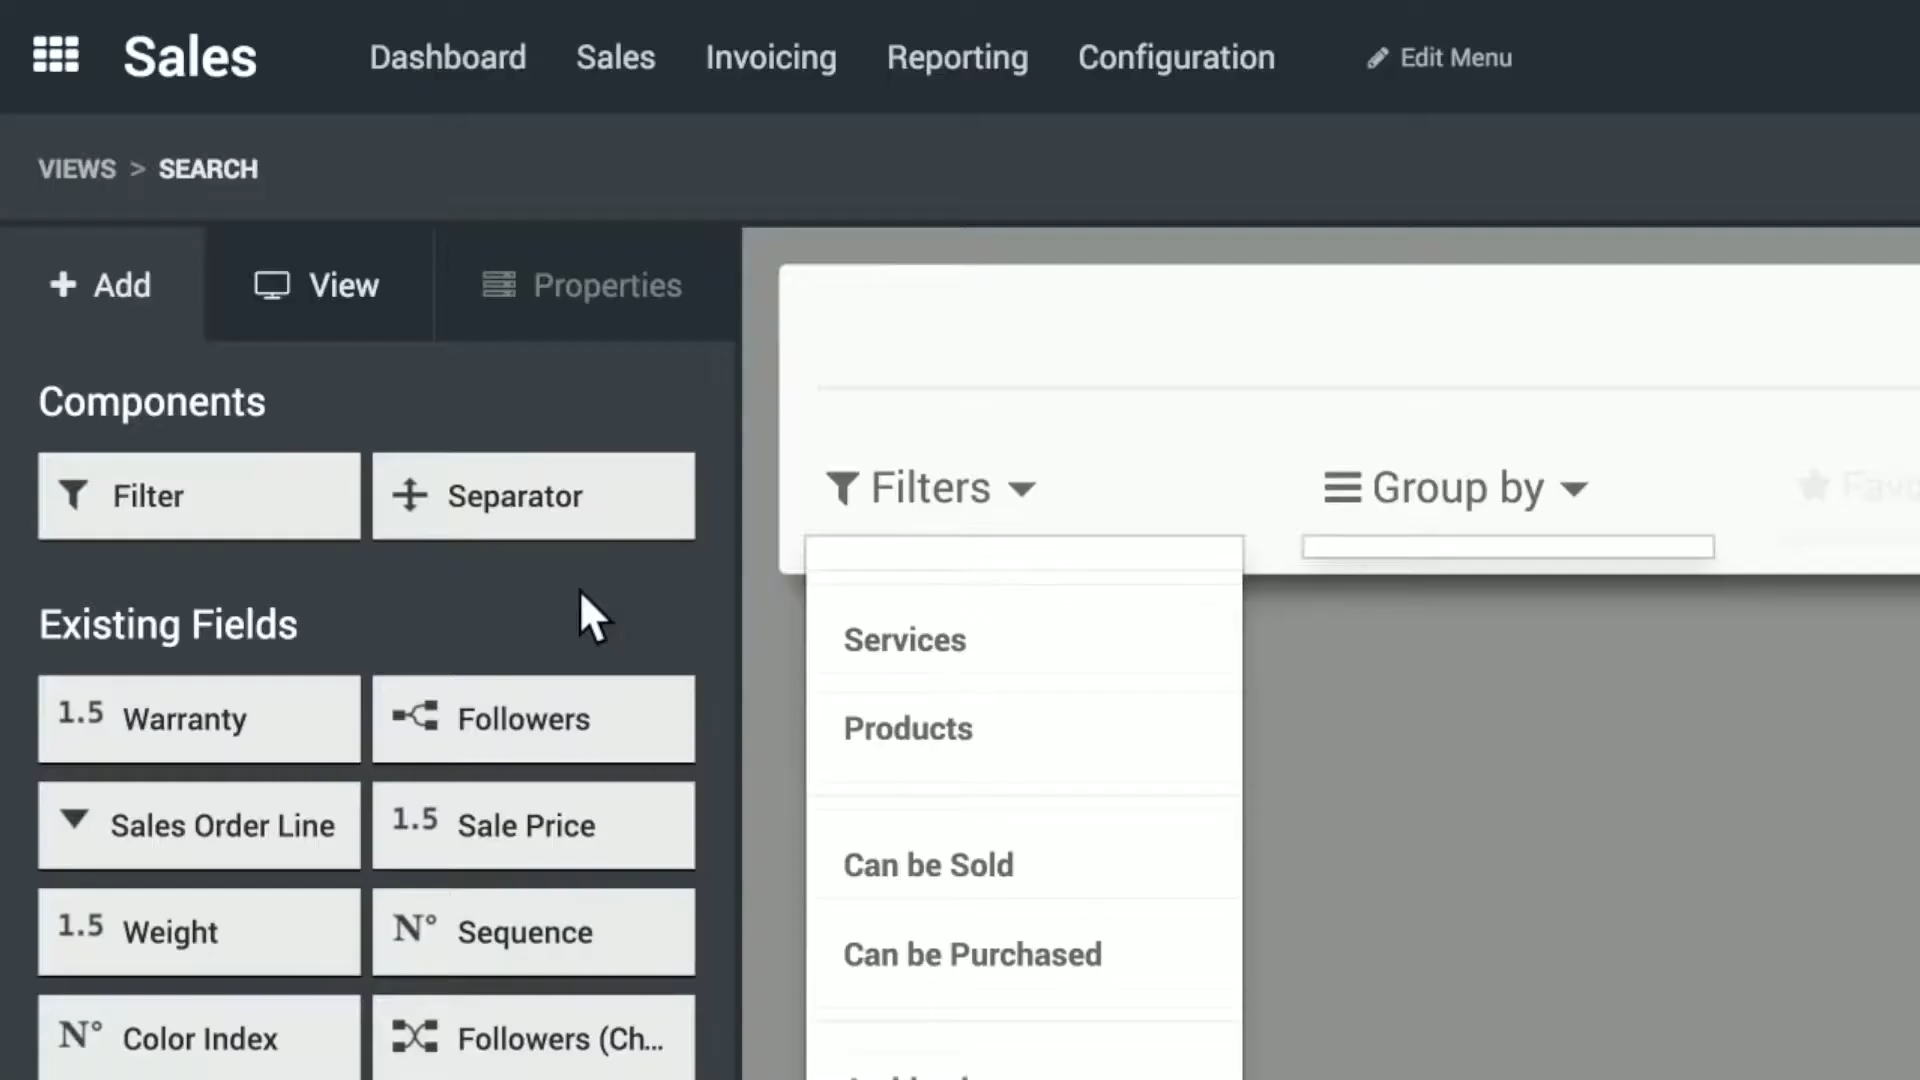 Sales
Dashboard
Sales
Invoicing
Reporting
Configuration
Edit Menu
VIEWS > SEARCH
+ Add
View
Properties
Components
Filter
Separator
Existing Fields
1.5 Warranty
Followers
Sales Order Line
1.5 Sale Price
1.5 Weight
N° Sequence
N° Color Index
Followers (Ch...
Filters
Group by
Services
Products
Can be Sold
Can be Purchased